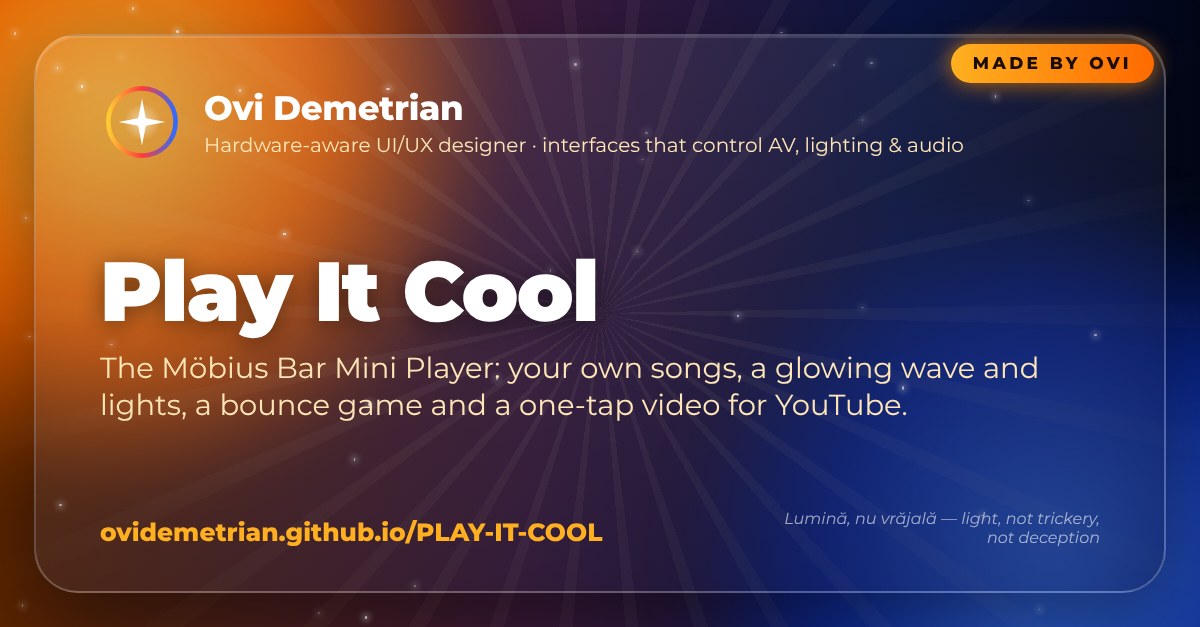 MADE BY OVI
Ovi Demetrian
Hardware-aware UI/UX designer · interfaces that control AV, lighting & audio
Play It Cool
The Möbius Bar Mini Player: your own songs, a glowing wave and
lights, a bounce game and a one-tap video for YouTube.
ovidemetrian.github.io/PLAY-IT-COOL
Lumină, nu vrăjală — light, not trickery,
not deception